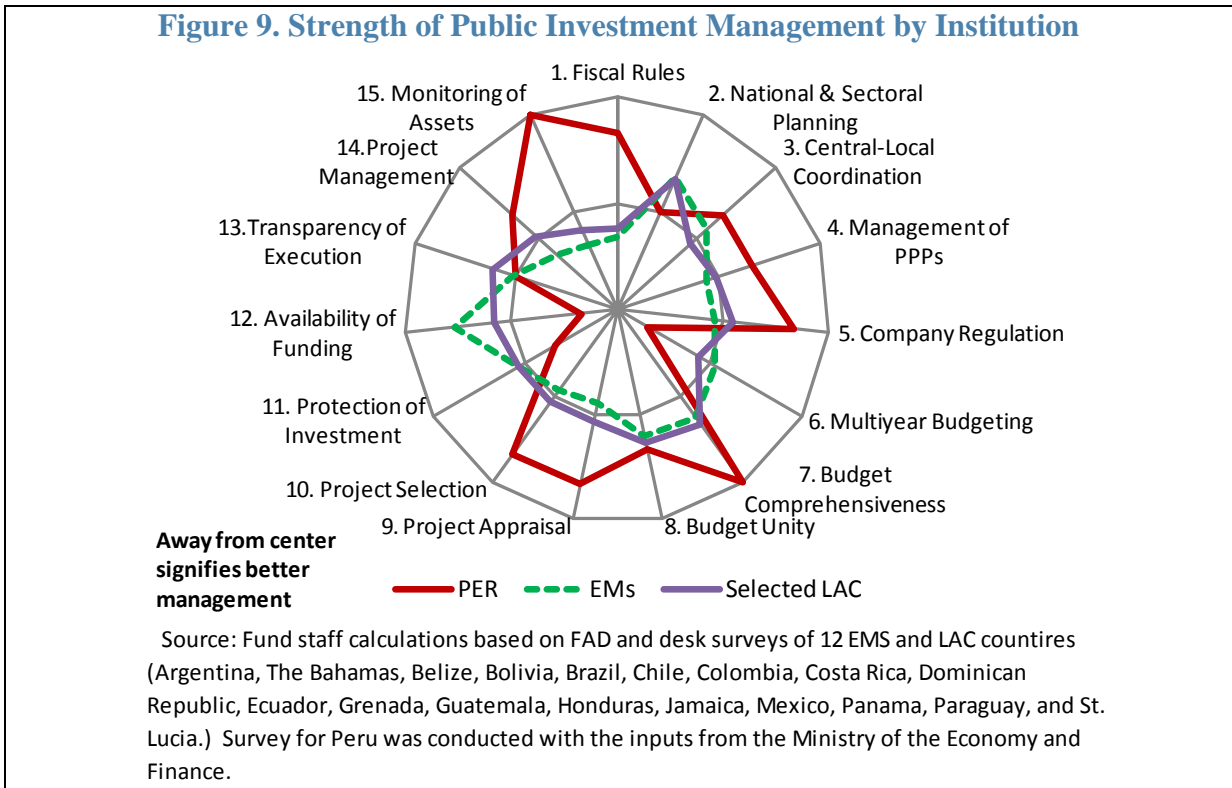 Figure 9. Strength of Public Investment Management by Institution
1. Fiscal Rules
2. National & Sectoral
Planning
3. Central-Local
Coordination
4. Management of
PPPs
5. Company Regulation
6. Multiyear Budgeting
7. Budget
Comprehensiveness
8. Budget Unity
9. Project Appraisal
10. Project Selection
11. Protection of
Investment
12. Availability of
Funding
13.Transparency of
Execution
14.Project
Management
15. Monitoring of
Assets
Away from center
signifies better
management
PER
EMs
Selected LAC
Source: Fund staff calculations based on FAD and desk surveys of 12 EMS and LAC countires
(Argentina, The Bahamas, Belize, Bolivia, Brazil, Chile, Colombia, Costa Rica, Dominican
Republic, Ecuador, Grenada, Guatemala, Honduras, Jamaica, Mexico, Panama, Paraguay, and St.
Lucia.) Survey for Peru was conducted with the inputs from the Ministry of the Economy and
Finance.